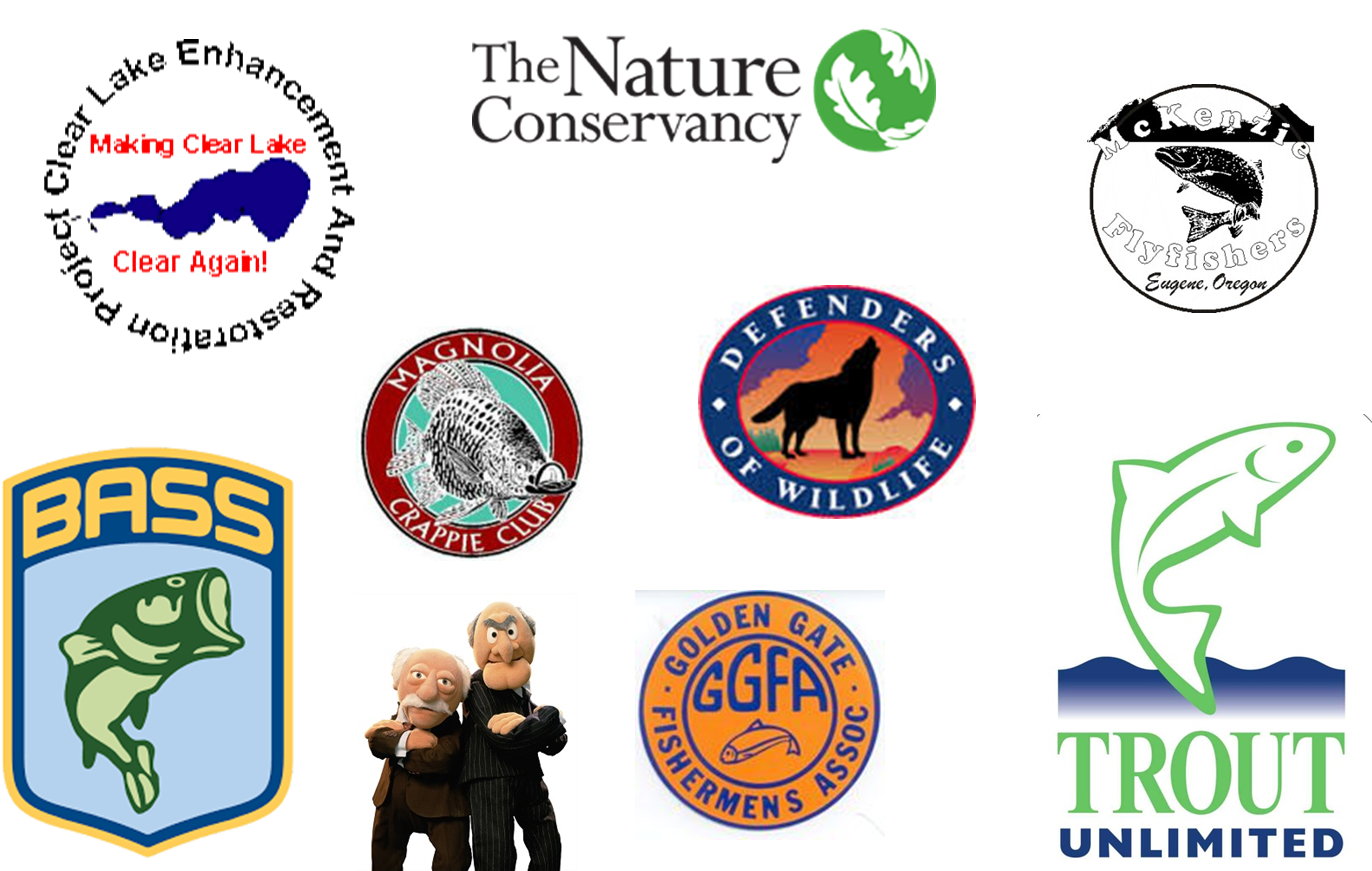 Clear Lake Enhancement And Restoration Project
Making Clear Lake
Clear Again!
The Nature
Conservancy
McKenzie
Flyfishers
Eugene, Oregon
MAGNOLIA
CRAPPIE CLUB
DEFENDERS
OF WILDLIFE
BASS
GOLDEN GATE
GGFA
FISHERMENS ASSOC
TROUT
UNLIMITED